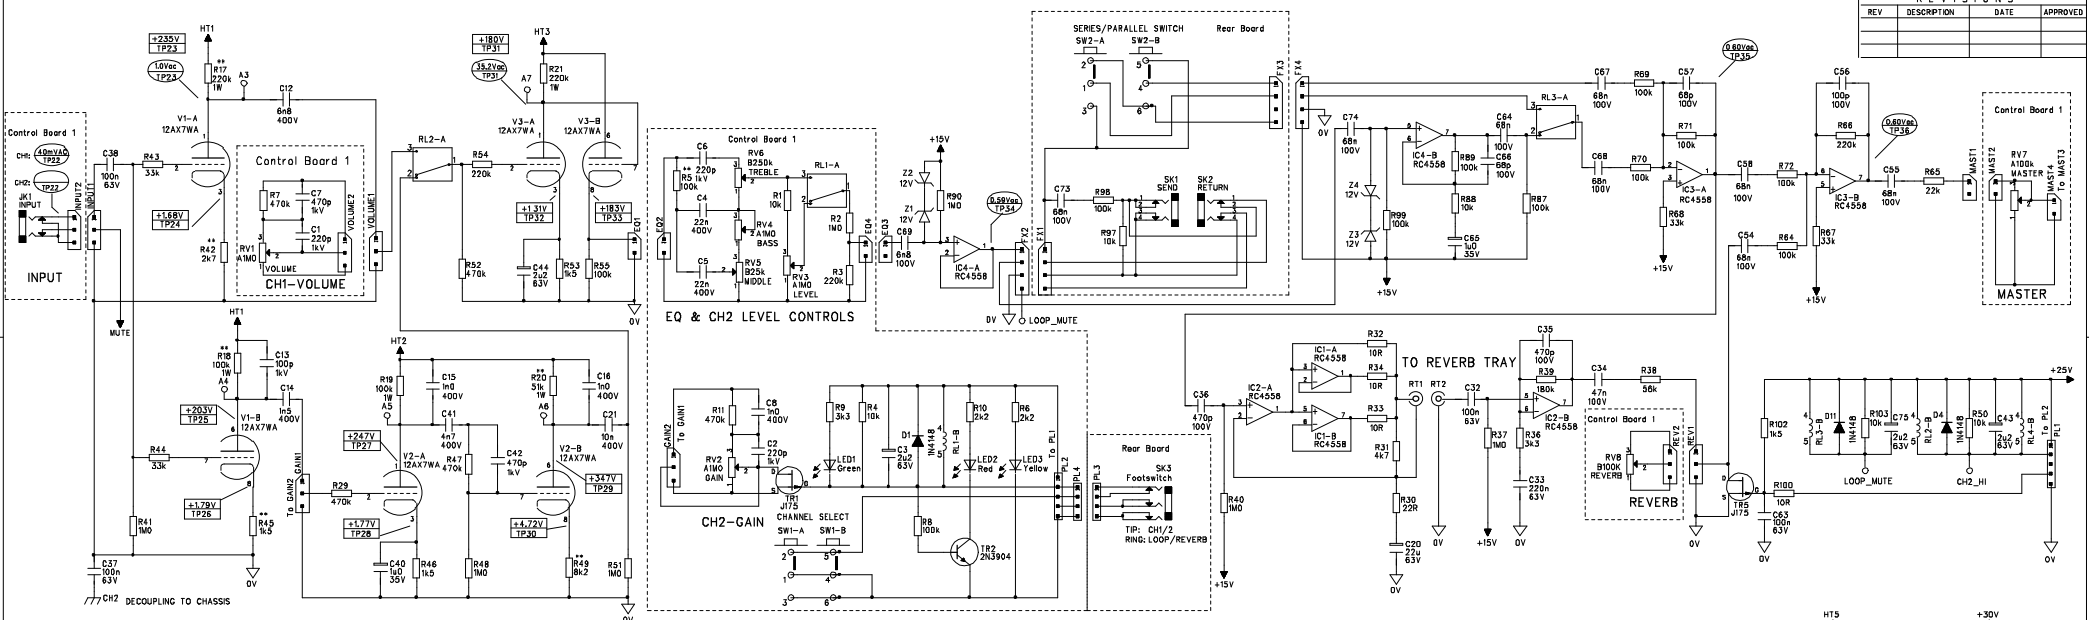 REVISIONS
REV DESCRIPTION DATE APPROVED
HT1
+235V
TP23
1.0Vac
TP23
**
R17
220k
1W
A3
C12
6n8
400V
V1-A
12AX7WA
Control Board 1
CH1: 40mVAC
TP22
CH2:
TP22
JK1
INPUT
INPUT2
INPUT1
INPUT
C38
100n
63V
R43
33k
+1.68V
TP24
**
R42
2k7
MUTE
Control Board 1
R7
470k
C7
470p
1kV
C1
220p
1kV
RV1
A1M0
VOLUME
VOLUME2
VOLUME1
CH1-VOLUME
RL2-A
R54
220k
R52
470k
HT3
+180V
TP31
35.2Vac
TP31
A7
R21
220k
1W
V3-A
12AX7WA
V3-B
12AX7WA
+1.31V
TP32
+183V
TP33
C44
2u2
63V
R53
1k5
R55
100k
EQ1
0V
EQ2
Control Board 1
C6
220p
1kV
RV6
B250k
TREBLE
**
R5
100k
C4
22n
400V
RV4
A1M0
BASS
C5
22n
400V
RV5
B25k
MIDDLE
R1
10k
RL1-A
R2
1M0
R3
220k
RV3
A1M0
LEVEL
EQ4
EQ3
EQ & CH2 LEVEL CONTROLS
+15V
Z2
12V
Z1
12V
R90
1M0
C69
6n8
100V
0.59Vac
TP34
IC4-A
RC4558
FX2
FX1
0V
LOOP_MUTE
SERIES/PARALLEL SWITCH
Rear Board
SW2-A
SW2-B
FX3
FX4
C73
68n
100V
R98
100k
R97
10k
SK1
SEND
SK2
RETURN
0V
C74
68n
100V
Z4
12V
Z3
12V
R99
100k
+15V
IC4-B
RC4558
R89
100k
C66
68p
100V
C64
68n
100V
R88
10k
C65
1u0
35V
R87
100k
RL3-A
C67
68n
100V
R69
100k
C57
68p
100V
0.60Vac
TP35
R71
100k
C68
68n
100V
R70
100k
IC3-A
RC4558
R68
33k
+15V
C58
68n
100V
R72
100k
C54
68n
100V
R64
100k
C56
100p
100V
R66
220k
0.60Vac
TP36
IC3-B
RC4558
R67
33k
+15V
C55
68n
100V
R65
22k
MAST1
MAST2
Control Board 1
RV7
A100k
MASTER
MAST4
To MAST3
MASTER
HT1
**
R18
100k
1W
A4
C13
100p
1kV
C14
1n5
400V
+203V
TP25
V1-B
12AX7WA
R44
33k
+1.79V
TP26
**
R45
1k5
R41
1M0
C37
100n
63V
CH2 DECOUPLING TO CHASSIS
0V
To GAIN2
GAIN1
HT2
R19
100k
1W
A5
C15
1n0
400V
C41
4n7
400V
+247V
TP27
V2-A
12AX7WA
R29
470k
+1.77V
TP28
C40
1u0
35V
R46
1k5
R47
470k
C42
470p
1kV
R48
1M0
**
R20
51k
1W
A6
C16
1n0
400V
C21
10n
400V
V2-B
12AX7WA
+347V
TP29
+4.72V
TP30
**
R49
8k2
R51
1M0
0V
GAIN2
To GAIN1
R11
470k
C8
1n0
400V
C2
220p
1kV
RV2
A1M0
GAIN
CH2-GAIN
TR1
J175
R9
3k3
R4
10k
D1
1N4148
C3
2u2
63V
LED1
Green
RL1-B
R10
2k2
R6
2k2
LED2
Red
LED3
Yellow
To PL1
PL2
PL4
CHANNEL SELECT
SW1-A
SW1-B
R8
100k
TR2
2N3904
Rear Board
PL3
SK3
Footswitch
TIP: CH1/2
RING: LOOP/REVERB
C36
470p
100V
R40
1M0
+15V
IC2-A
RC4558
IC1-A
RC4558
IC1-B
RC4558
R32
10R
R34
10R
R33
10R
R31
4k7
R30
22R
C20
22u
63V
0V
TO REVERB TRAY
RT1
RT2
0V
C32
100n
63V
R37
1M0
+15V
R36
3k3
C33
220n
63V
0V
C35
470p
100V
R39
180k
IC2-B
RC4558
C34
47n
100V
R38
56k
Control Board 1
RV8
B100K
REVERB
REV2
REV1
REVERB
0V
TR5
J175
R100
10R
C63
100n
63V
0V
R102
1k5
RL3-B
D11
1N4148
R103
10k
C75
2u2
63V
LOOP_MUTE
RL2-B
D4
1N4148
R50
10k
C43
2u2
63V
CH2_HI
RL4-B
+25V
To PL2
PL1
0V
HT5
+30V